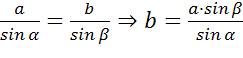 a/sin α = b/sin β ⇒ b = a·sin β/sin α